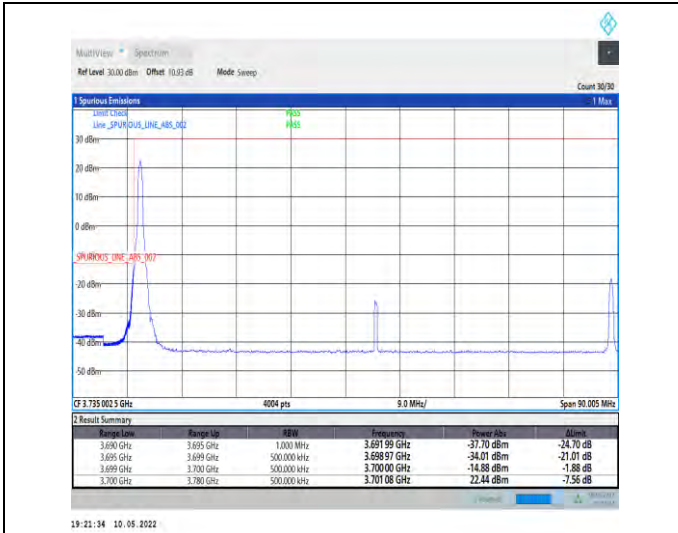 MultiView Spectrum
Ref Level 30.00 dBm Offset 10.93 dB Mode Sweep
Count 30/30
1 Spurious Emissions 1 Max
Limit Check PASS
Line _SPURIOUS_LINE_ABS_002 PASS
30 dBm
20 dBm
10 dBm
0 dBm
_SPURIOUS_LINE_ABS_002
-20 dBm
-30 dBm
-40 dBm
-50 dBm
CF 3.735 002 5 GHz 4004 pts 9.0 MHz/ Span 90.005 MHz
2 Result Summary
Range Low Range Up RBW Frequency Power Abs ΔLimit
3.690 GHz 3.695 GHz 1.000 MHz 3.691 99 GHz -37.70 dBm -24.70 dB
3.695 GHz 3.699 GHz 500.000 kHz 3.698 97 GHz -34.01 dBm -21.01 dB
3.699 GHz 3.700 GHz 500.000 kHz 3.700 00 GHz -14.88 dBm -1.88 dB
3.700 GHz 3.780 GHz 500.000 kHz 3.701 08 GHz 22.44 dBm -7.56 dB
19:21:34 10.05.2022